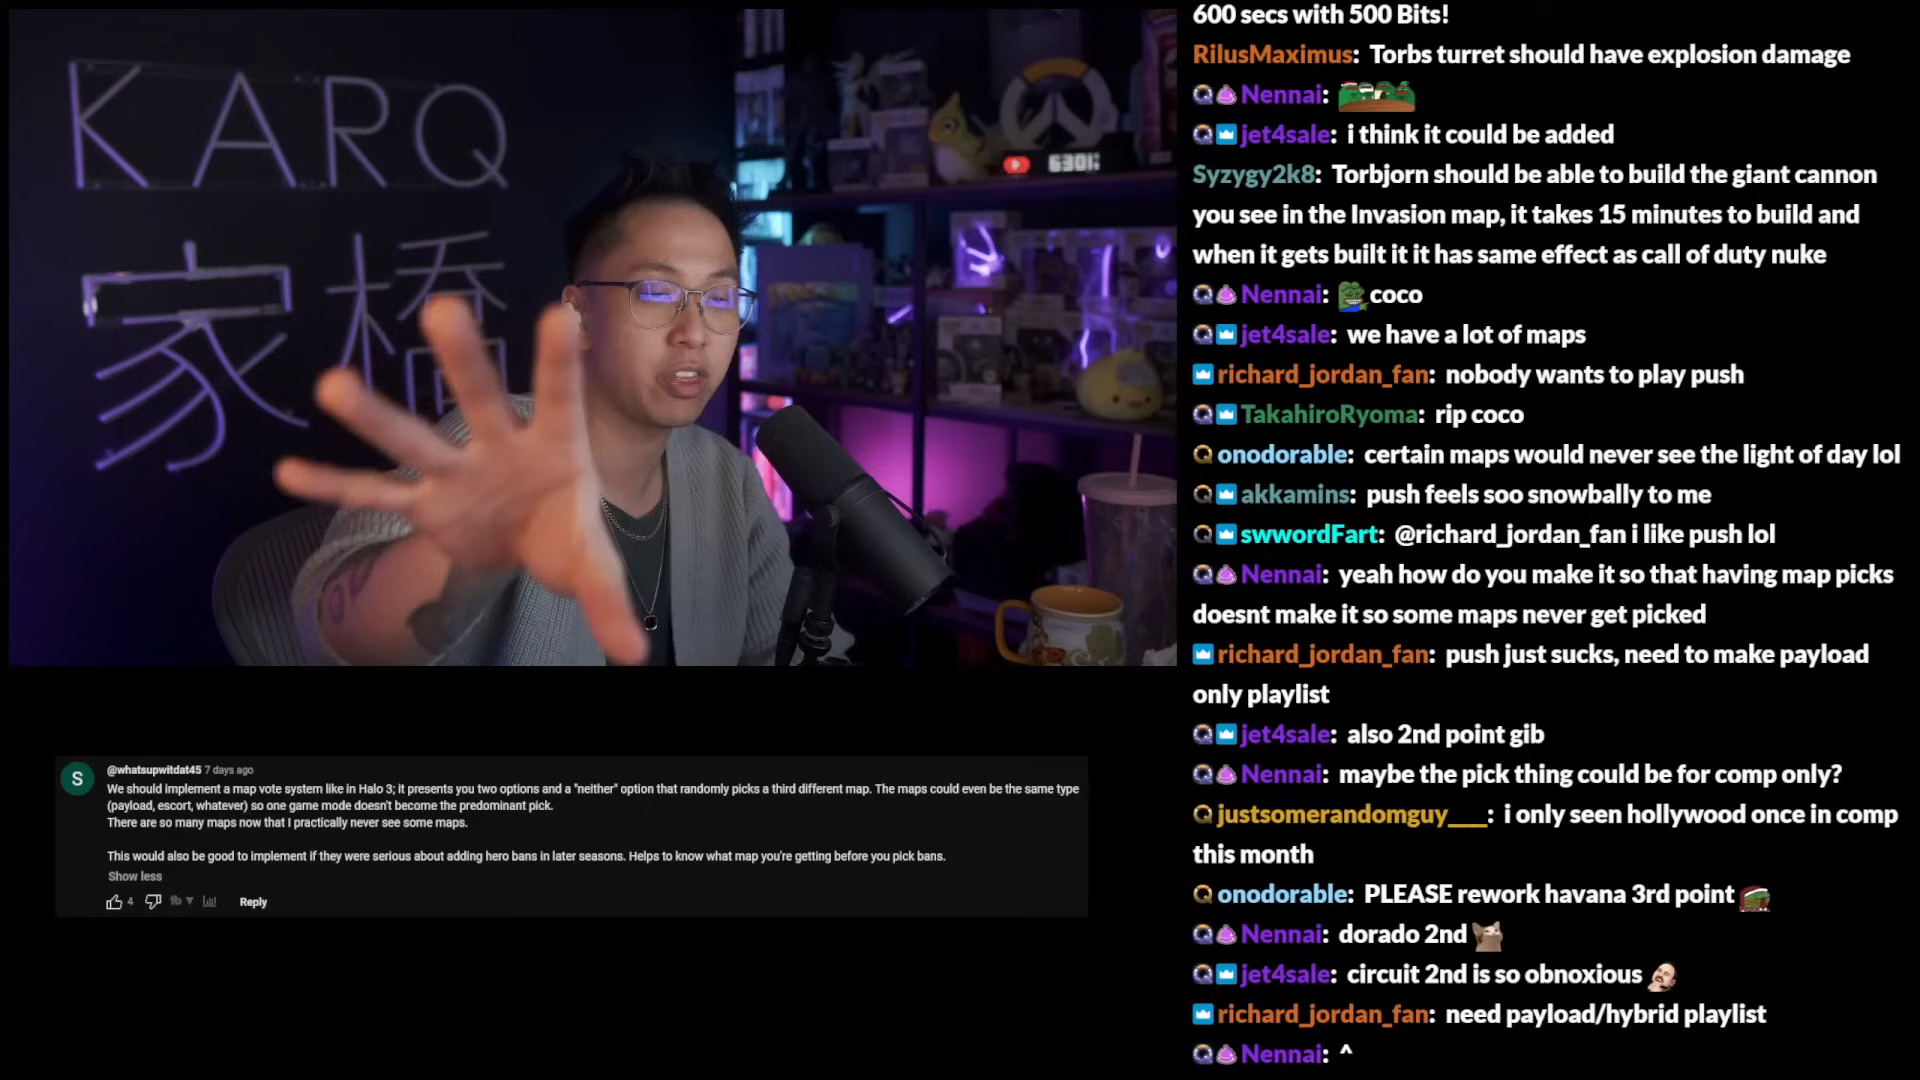 KARQ
家橋
6301
600 secs with 500 Bits!
RilusMaximus: Torbs turret should have explosion damage
Nennai:
jet4sale: i think it could be added
Syzygy2k8: Torbjorn should be able to build the giant cannon
you see in the Invasion map, it takes 15 minutes to build and
when it gets built it it has same effect as call of duty nuke
Nennai: coco
jet4sale: we have a lot of maps
richard_jordan_fan: nobody wants to play push
TakahiroRyoma: rip coco
onodorable: certain maps would never see the light of day lol
akkamins: push feels soo snowbally to me
swwordFart: @richard_jordan_fan i like push lol
Nennai: yeah how do you make it so that having map picks
doesnt make it so some maps never get picked
richard_jordan_fan: push just sucks, need to make payload
only playlist
jet4sale: also 2nd point gib
Nennai: maybe the pick thing could be for comp only?
justsomerandomguy___: i only seen hollywood once in comp
this month
onodorable: PLEASE rework havana 3rd point
Nennai: dorado 2nd
jet4sale: circuit 2nd is so obnoxious
richard_jordan_fan: need payload/hybrid playlist
Nennai: ^
S
@whatsupwitdat45 7 days ago
We should implement a map vote system like in Halo 3; it presents you two options and a "neither" option that randomly picks a third different map. The maps could even be the same type
(payload, escort, whatever) so one game mode doesn't become the predominant pick.
There are so many maps now that I practically never see some maps.
This would also be good to implement if they were serious about adding hero bans in later seasons. Helps to know what map you're getting before you pick bans.
Show less
4
Reply